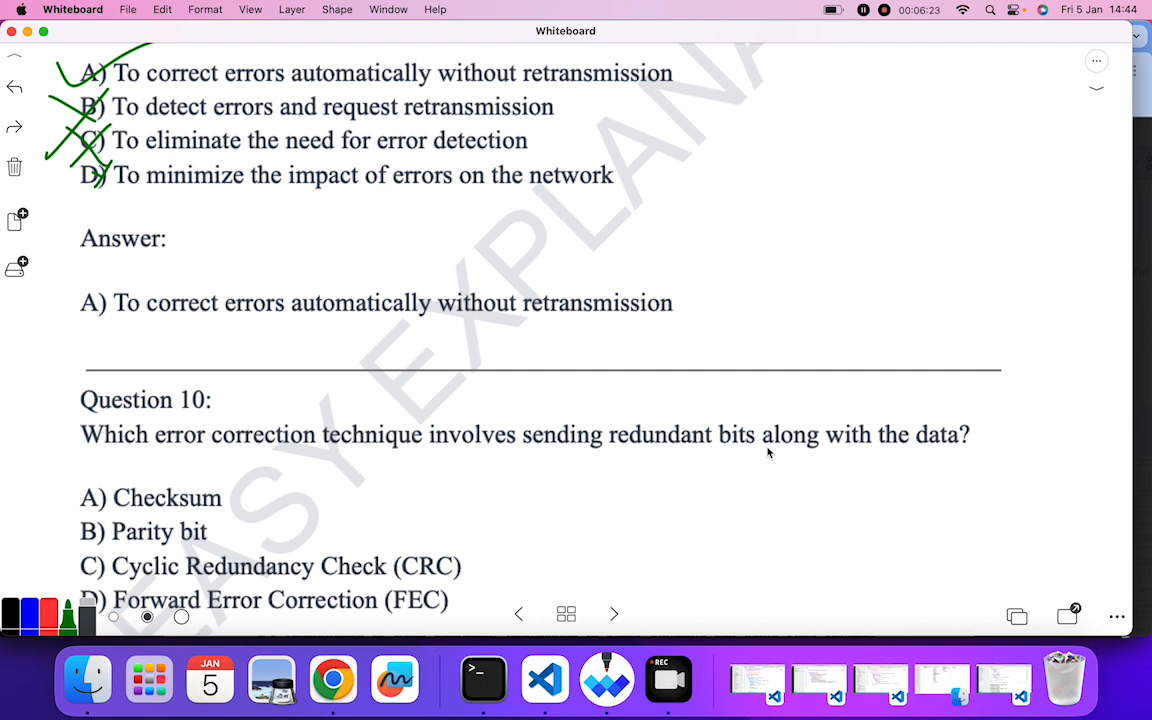 Whiteboard File Edit Format View Layer Shape Window Help 00:06:23 Fri 5 Jan 14:44
Whiteboard
A) To correct errors automatically without retransmission
B) To detect errors and request retransmission
C) To eliminate the need for error detection
D) To minimize the impact of errors on the network
Answer:
A) To correct errors automatically without retransmission
EASY EXPLANA
Question 10:
Which error correction technique involves sending redundant bits along with the data?
A) Checksum
B) Parity bit
C) Cyclic Redundancy Check (CRC)
D) Forward Error Correction (FEC)
JAN
5
REC